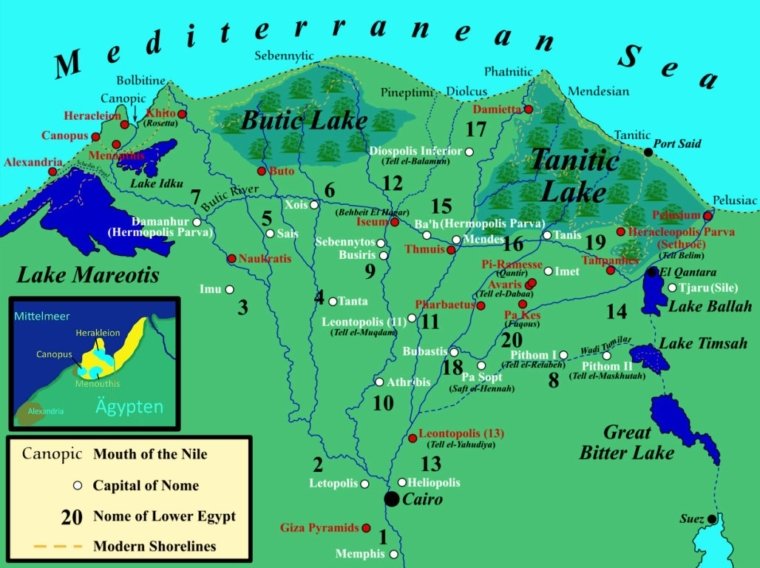 Mediterranean Sea
Sebennytic
Bolbitine
Canopic
Pineptimi
Diolcus
Phatnitic
Mendesian
Tanitic
Pelusiac
Port Said
Heracleion
Khito
(Rosetta)
Canopus
Menouthis
Alexandria
Lake Idku
Butic Lake
Damietta
17
Diospolis Inferior
(Tell el-Balamun)
Tanitic
Lake
Buto
7
Butic River
6
12
15
Xois
(Behbeit El Hagar)
Iseum
Ba'h (Hermopolis Parva)
Damanhur
(Hermopolis Parva)
5
Sais
Sebennytos
Busiris
9
Thmuis
Mendes
16
Tanis
19
Pelusium
Heracleopolis Parva
(Sethroë)
(Tell Belim)
Tahpanhes
El Qantara
Tjaru (Sile)
Lake Ballah
Lake Mareotis
Naukratis
Imu
3
4
Tanta
Pi-Ramesse
(Qantir)
Avaris
(Tell el-Dabaa)
Imet
Pharbaetus
Pa Kes
(Faqous)
14
Leontopolis (11)
(Tell el-Muqdam)
11
20
Lake Timsah
Wadi Tumilat
Bubastis
18
Pa Sopt
(Saft el-Hennah)
Pithom I
(Tell el-Retabeh)
8
Pithom II
(Tell el-Maskhutah)
Athribis
10
Great
Bitter Lake
Leontopolis (13)
(Tell el-Yahudiya)
13
2
Letopolis
Heliopolis
Cairo
Suez
Giza Pyramids
1
Memphis
Mittelmeer
Herakleion
Canopus
Menouthis
Alexandria
Ägypten
Canopic Mouth of the Nile
Capital of Nome
20 Nome of Lower Egypt
Modern Shorelines